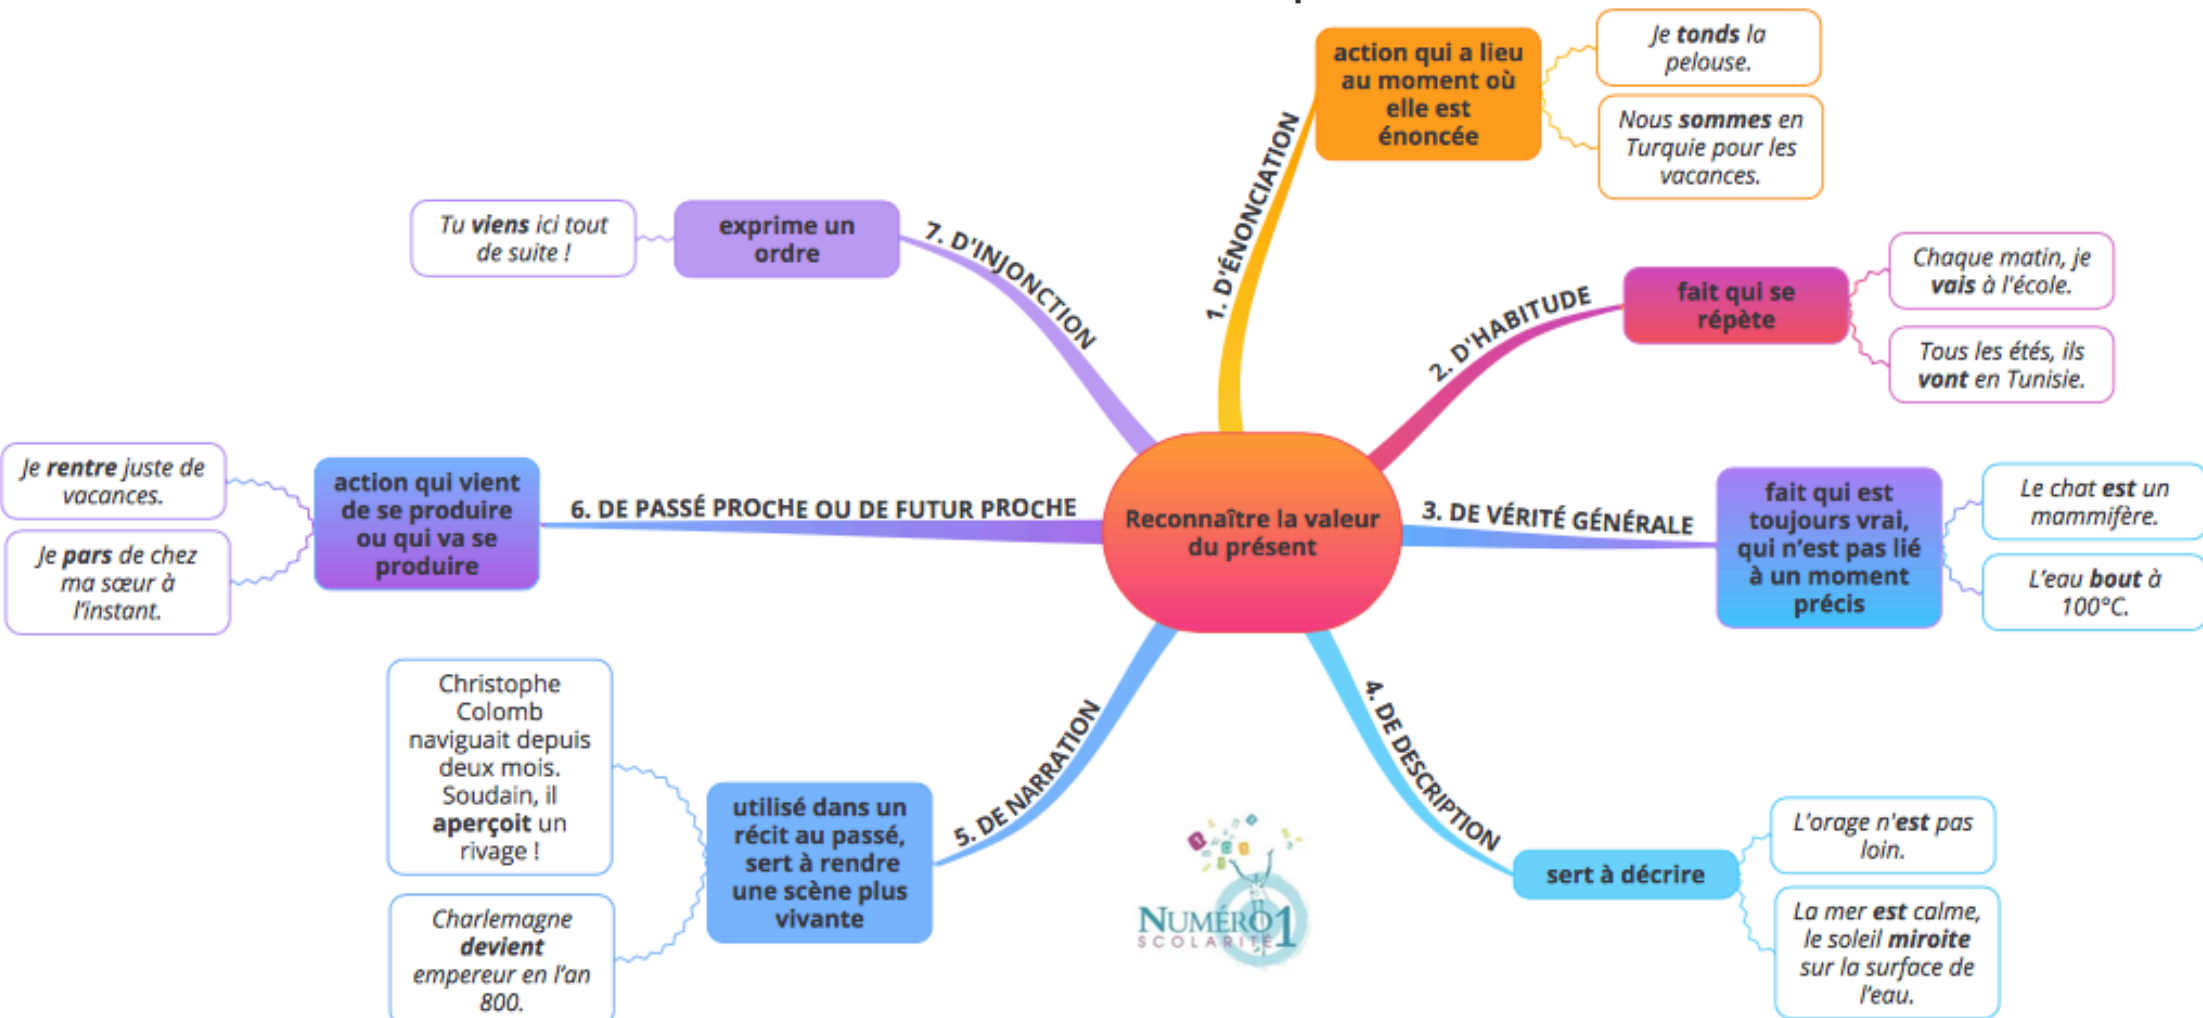 Reconnaître la valeur
du présent
1. D'ÉNONCIATION
action qui a lieu
au moment où
elle est
énoncée
Je tonds la
pelouse.
Nous sommes en
Turquie pour les
vacances.
2. D'HABITUDE
fait qui se
répète
Chaque matin, je
vais à l'école.
Tous les étés, ils
vont en Tunisie.
3. DE VÉRITÉ GÉNÉRALE
fait qui est
toujours vrai,
qui n’est pas lié
à un moment
précis
Le chat est un
mammifère.
L’eau bout à
100°C.
4. DE DESCRIPTION
sert à décrire
L'orage n'est pas
loin.
La mer est calme,
le soleil miroite
sur la surface de
l’eau.
5. DE NARRATION
utilisé dans un
récit au passé,
sert à rendre
une scène plus
vivante
Christophe
Colomb
naviguait depuis
deux mois.
Soudain, il
aperçoit un
rivage !
Charlemagne
devient
empereur en l’an
800.
6. DE PASSÉ PROCHE OU DE FUTUR PROCHE
action qui vient
de se produire
ou qui va se
produire
Je rentre juste de
vacances.
Je pars de chez
ma sœur à
l’instant.
7. D'INJONCTION
exprime un
ordre
Tu viens ici tout
de suite !
NUMÉRO1
SCOLARITÉ